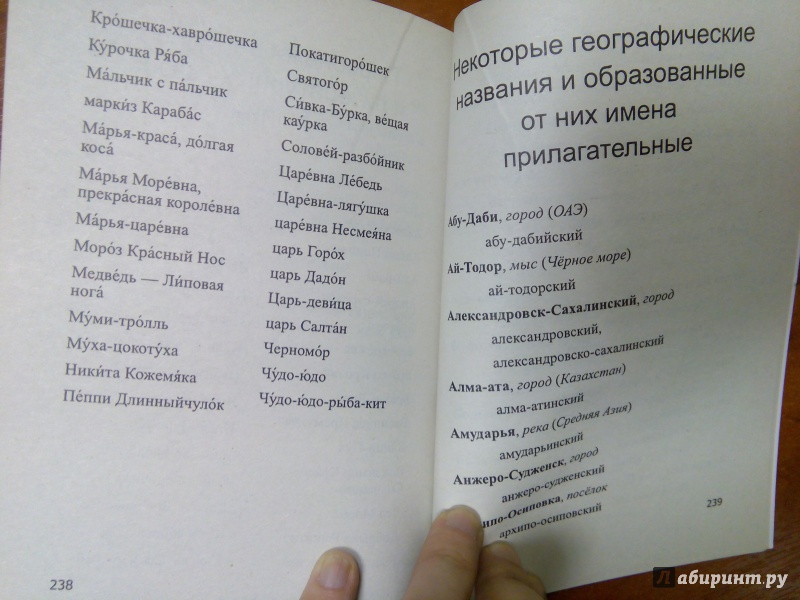 Кро́шечка-хавро́шечка
Ку́рочка Ря́ба
Ма́льчик с па́льчик
марки́з Караба́с
Ма́рья-краса́, до́лгая
коса́
Ма́рья Море́вна,
прекра́сная короле́вна
Ма́рья-царе́вна
Моро́з Кра́сный Нос
Медве́дь — Ли́повая
нога́
Му́ми-тро́лль
Му́ха-цокоту́ха
Ники́та Кожемя́ка
Пе́ппи Длинныйчуло́к
Покатигоро́шек
Святого́р
Си́вка-Бу́рка, ве́щая
кау́рка
Солове́й-разбо́йник
Царе́вна Ле́бедь
Царе́вна-лягу́шка
царе́вна Несмея́на
царь Горо́х
царь Дадо́н
Царь-деви́ца
царь Салта́н
Черномо́р
Чу́до-ю́до
Чу́до-ю́до-ры́ба-кит
238
Некоторые географические
названия и образованные
от них имена
прилагательные
Абу-Даби, город (ОАЭ)
абу-дабийский
Ай-Тодор, мыс (Чёрное море)
ай-тодорский
Александровск-Сахалинский, город
александровский,
александровско-сахалинский
Алма-ата, город (Казахстан)
алма-атинский
Амударья, река (Средняя Азия)
амударьинский
Анжеро-Судженск, город
анжеро-судженский
посёлок
архипо-осиповский
239
Лабиринт.ру